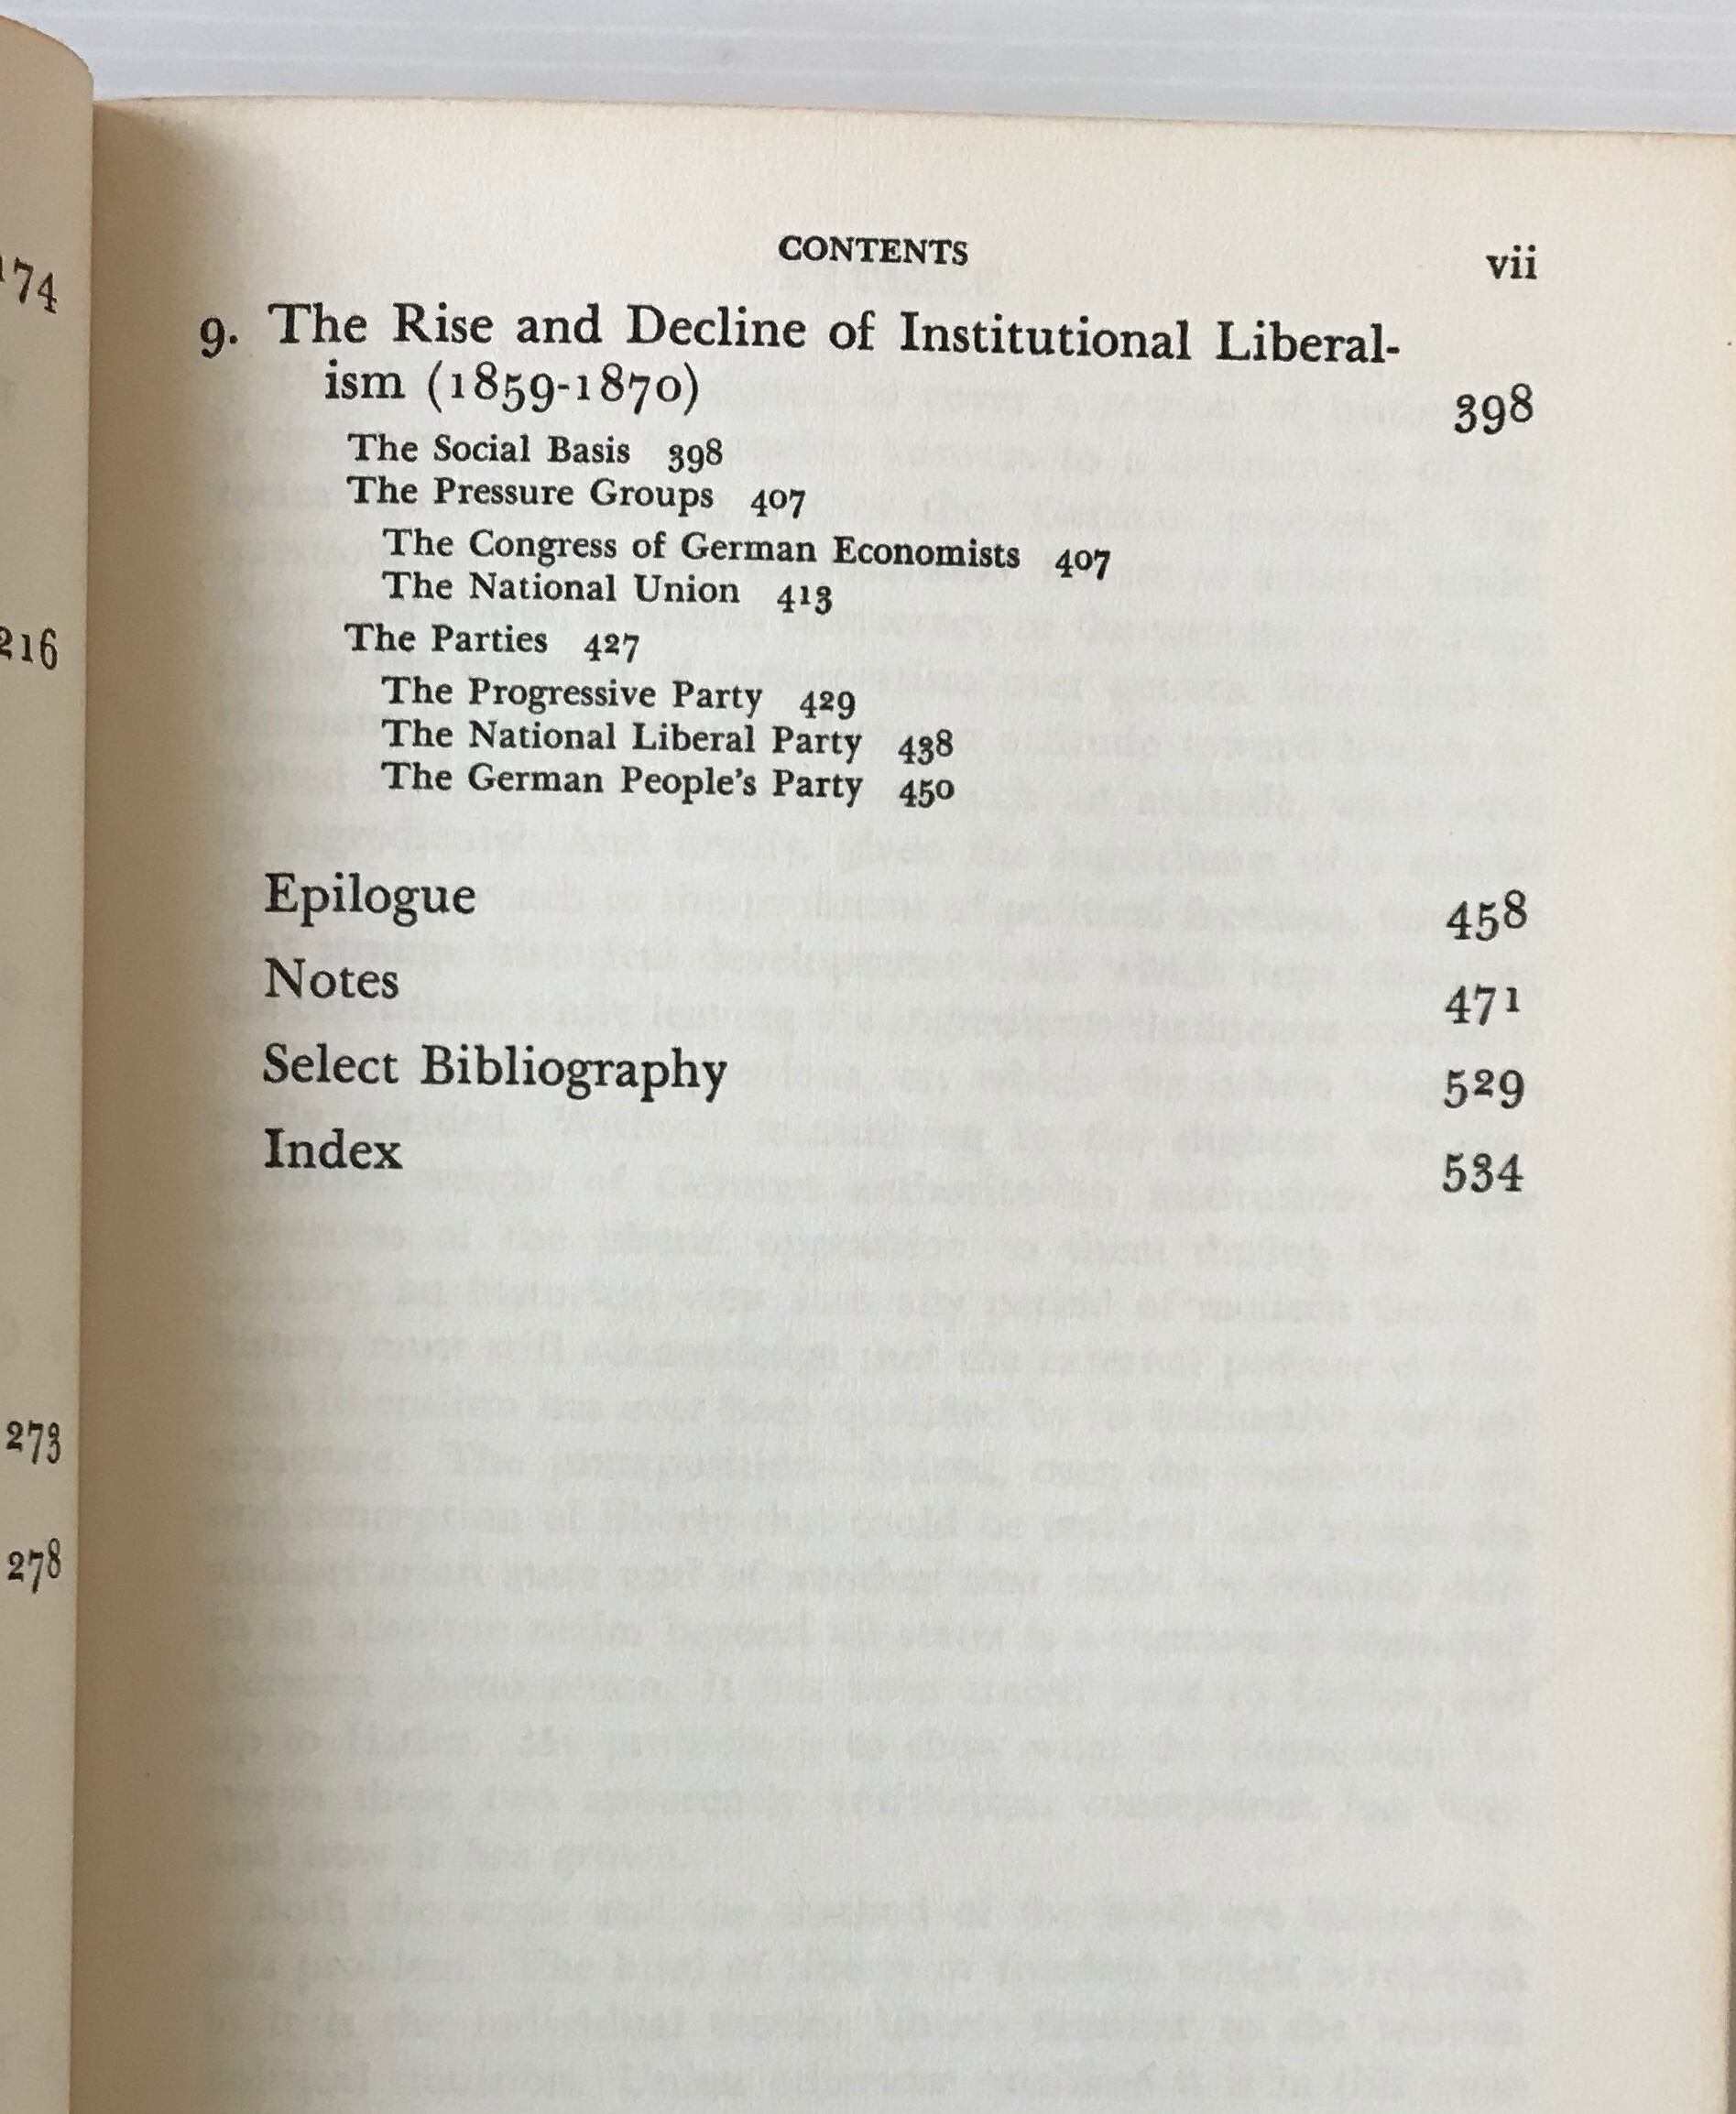 174
216
273
278
CONTENTS vii
9. The Rise and Decline of Institutional Liberal-
ism (1859-1870) 398
The Social Basis 398
The Pressure Groups 407
The Congress of German Economists 407
The National Union 413
The Parties 427
The Progressive Party 429
The National Liberal Party 438
The German People's Party 450
Epilogue 458
Notes 471
Select Bibliography 529
Index 534